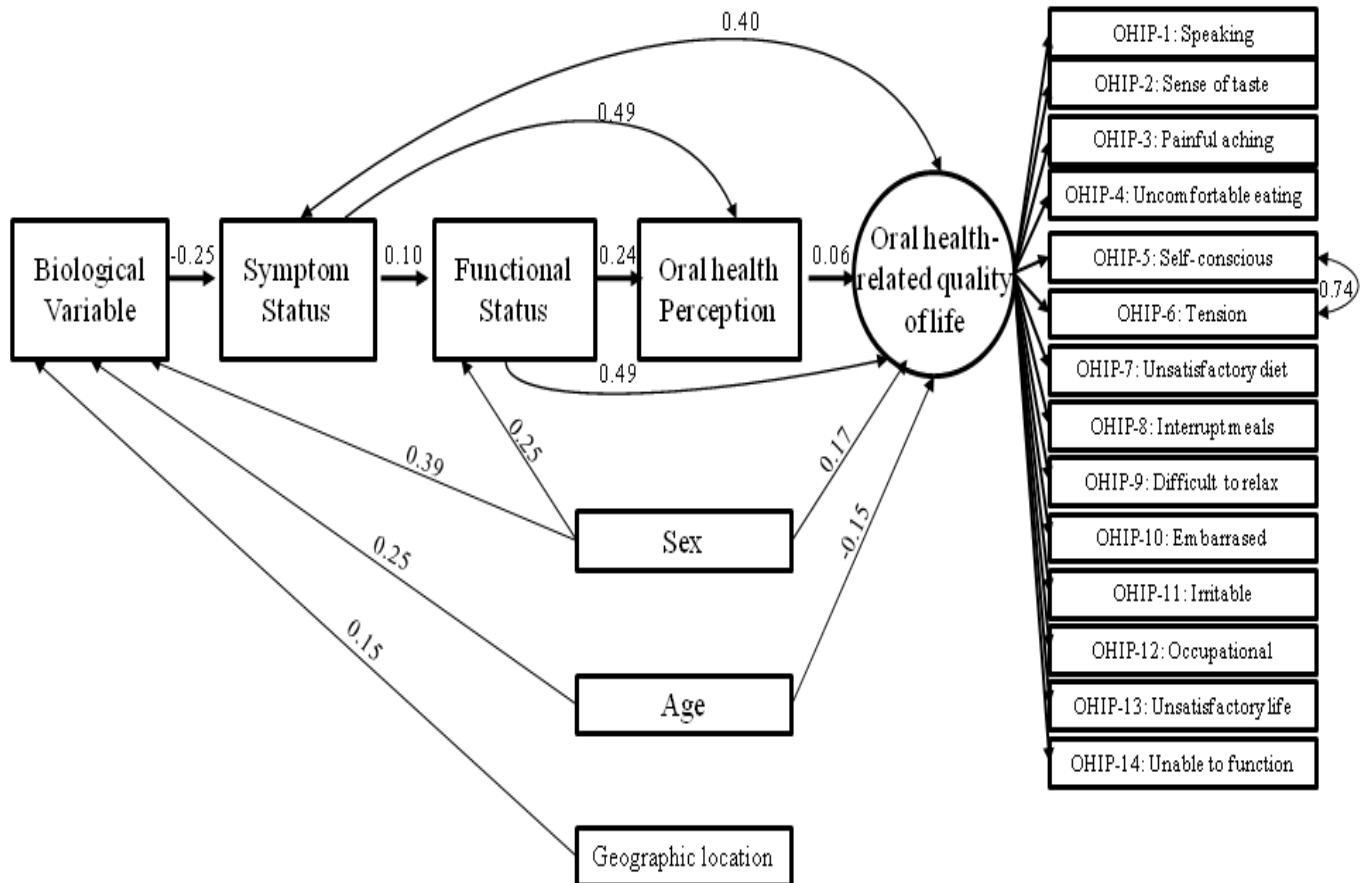 0.40
0.49
OHIP-1: Speaking
OHIP-2: Sense of taste
OHIP-3: Painful aching
OHIP-4: Uncomfortable eating
OHIP-5: Self-conscious
OHIP-6: Tension
0.74
OHIP-7: Unsatisfactory diet
OHIP-8: Interrupt meals
OHIP-9: Difficult to relax
OHIP-10: Embarrased
OHIP-11: Irritable
OHIP-12: Occupational
OHIP-13: Unsatisfactory life
OHIP-14: Unable to function
Biological
Variable
-0.25
Symptom
Status
0.10
Functional
Status
0.24
Oral health
Perception
0.06
Oral health-
related quality
of life
0.49
0.25
0.39
0.17
-0.15
Sex
0.25
0.15
Age
Geographic location